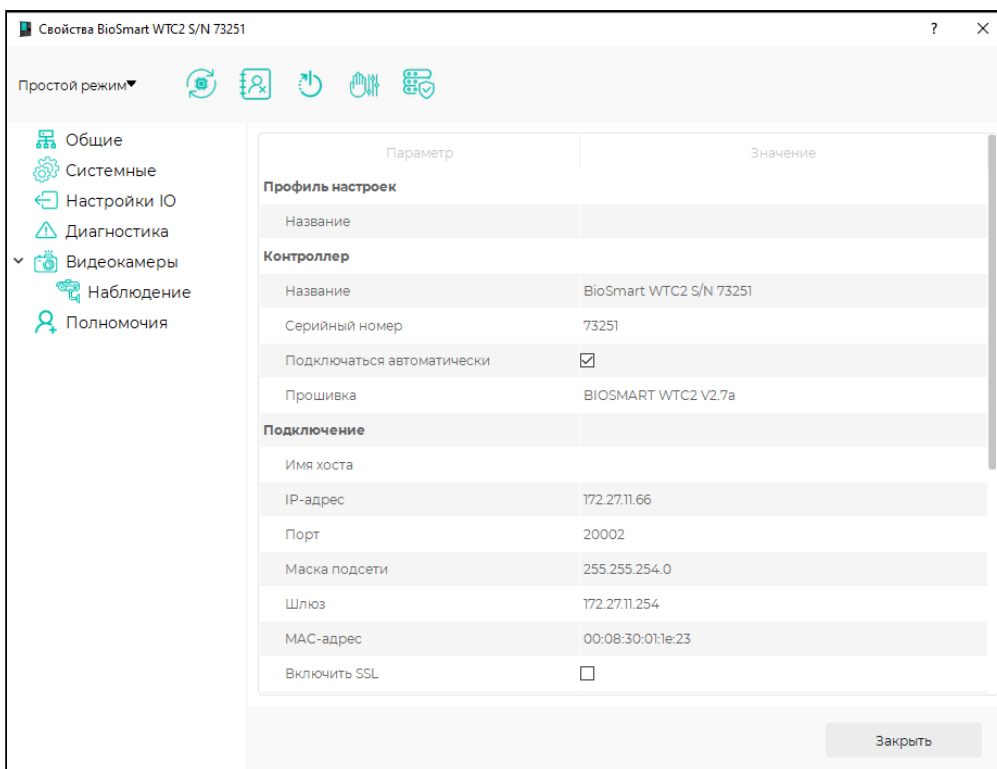 Свойства BioSmart WTC2 S/N 73251 ?
Простой режим
Общие
Системные
Настройки IO
Диагностика
Видеокамеры
Наблюдение
Полномочия
Параметр Значение
Профиль настроек
Название
Контроллер
Название BioSmart WTC2 S/N 73251
Серийный номер 73251
Подключаться автоматически
Прошивка BIOSMART WTC2 V2.7a
Подключение
Имя хоста
IP-адрес 172.27.11.66
Порт 20002
Маска подсети 255.255.254.0
Шлюз 172.27.11.254
MAC-адрес 00:08:30:01:1e:23
Включить SSL
Закрыть